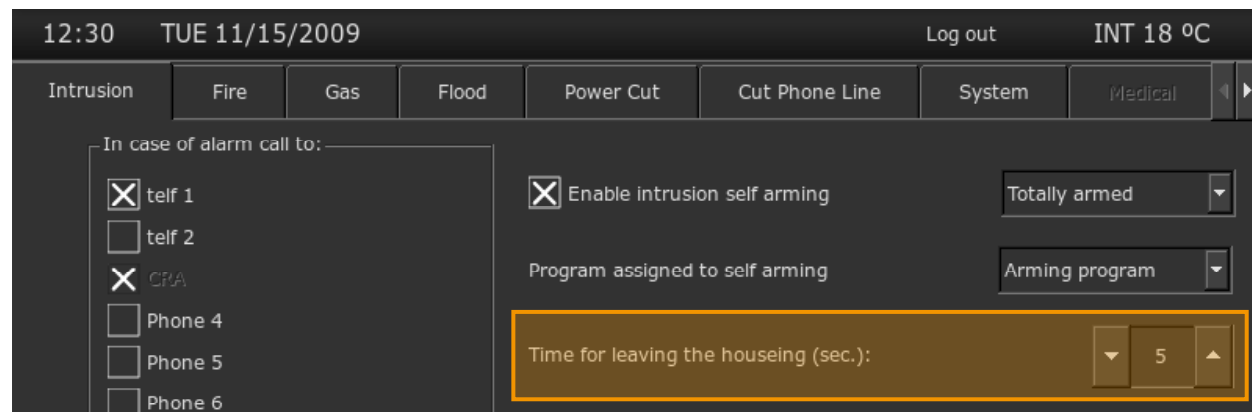 12:30 TUE 11/15/2009 Log out INT 18 ºC
Intrusion Fire Gas Flood Power Cut Cut Phone Line System Medical
In case of alarm call to:
telf 1
telf 2
CRA
Phone 4
Phone 5
Phone 6
Enable intrusion self arming Totally armed
Program assigned to self arming Arming program
Time for leaving the houseing (sec.): 5